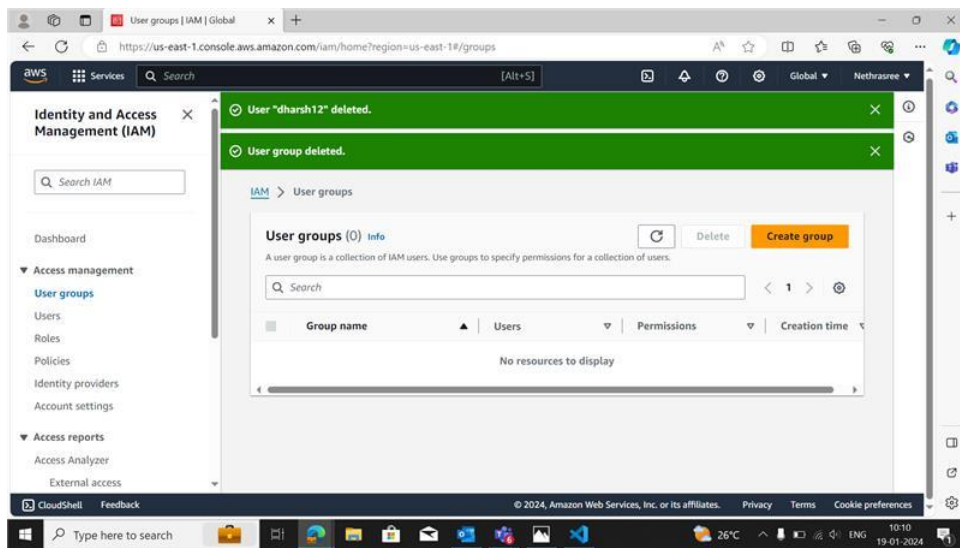 User groups | IAM | Global
https://us-east-1.console.aws.amazon.com/iam/home?region=us-east-1#/groups
aws Services Search [Alt+S] Global Nethrasree
Identity and Access Management (IAM)
Search IAM
Dashboard
Access management
User groups
Users
Roles
Policies
Identity providers
Account settings
Access reports
Access Analyzer
External access
User "dharsh12" deleted.
User group deleted.
IAM > User groups
User groups (0) Info
Delete
Create group
A user group is a collection of IAM users. Use groups to specify permissions for a collection of users.
Search
1
Group name Users Permissions Creation time
No resources to display
CloudShell Feedback © 2024, Amazon Web Services, Inc. or its affiliates. Privacy Terms Cookie preferences
Type here to search 26°C ENG 10:10
19-01-2024